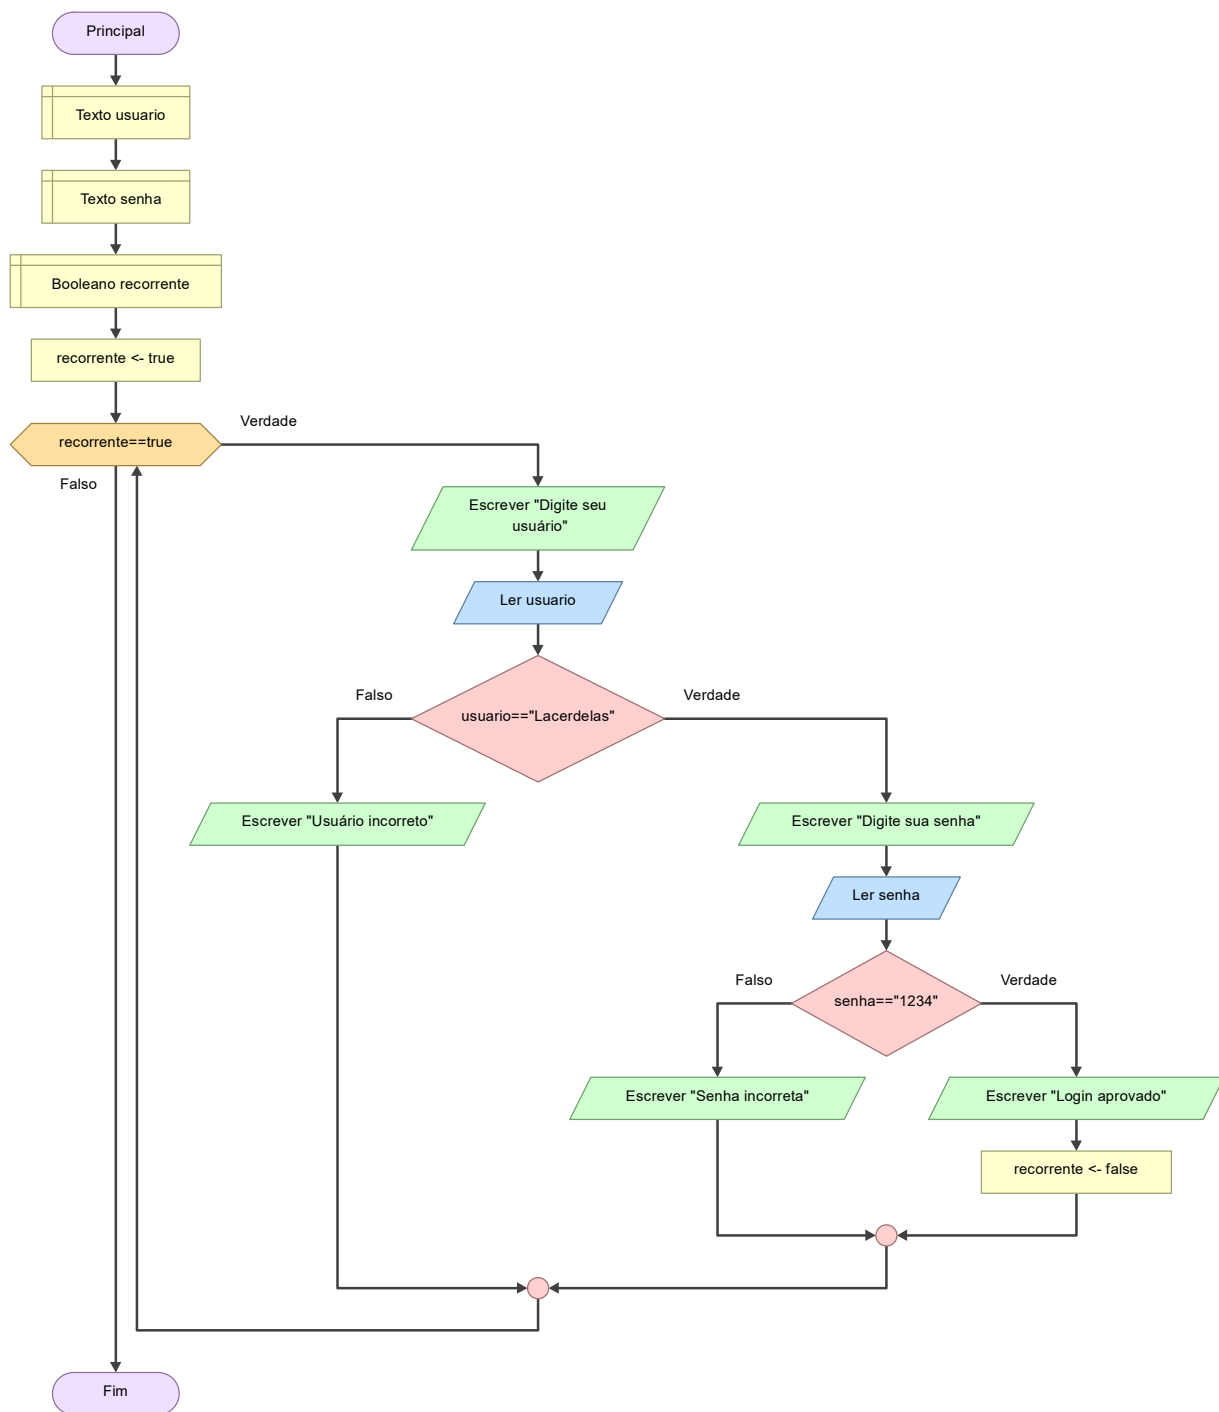 Principal
Texto usuario
Texto senha
Booleano recorrente
recorrente <- true
Verdade
recorrente==true
Falso
Escrever "Digite seu
usuário"
Ler usuario
Falso
Verdade
usuario=="Lacerdelas"
Escrever "Usuário incorreto"
Escrever "Digite sua senha"
Ler senha
Falso
Verdade
senha=="1234"
Escrever "Senha incorreta"
Escrever "Login aprovado"
recorrente <- false
Fim